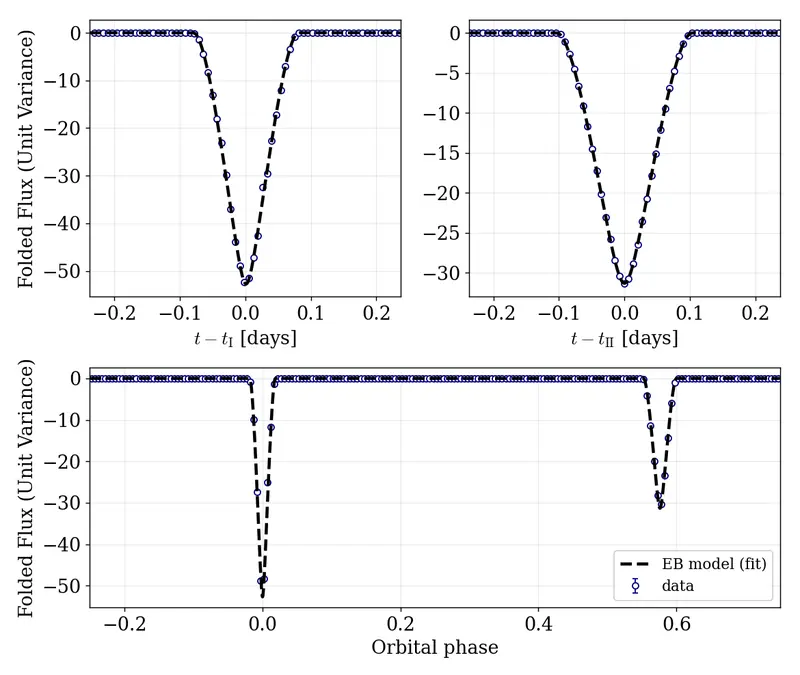 Folded Flux (Unit Variance)
0
−10
−20
−30
−40
−50
−0.2 −0.1 0.0 0.1 0.2
t − tI [days]
0
−5
−10
−15
−20
−25
−30
−0.2 −0.1 0.0 0.1 0.2
t − tII [days]
Folded Flux (Unit Variance)
0
−10
−20
−30
−40
−50
−0.2 0.0 0.2 0.4 0.6
Orbital phase
EB model (fit)
data